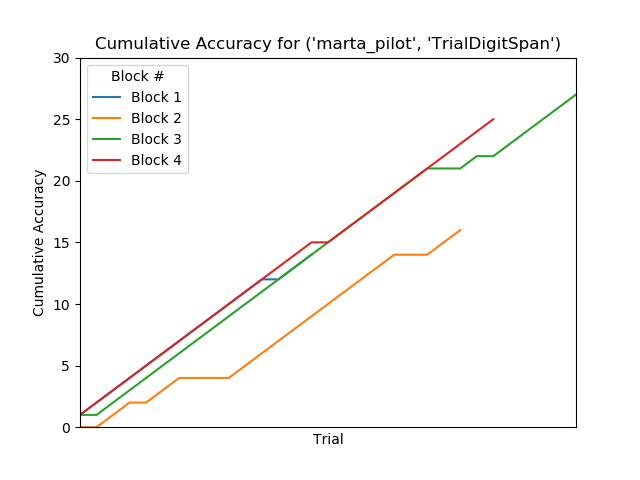 Cumulative Accuracy for ('marta_pilot', 'TrialDigitSpan')
Block #
Block 1
Block 2
Block 3
Block 4
30
25
20
15
10
5
0
Cumulative Accuracy
Trial